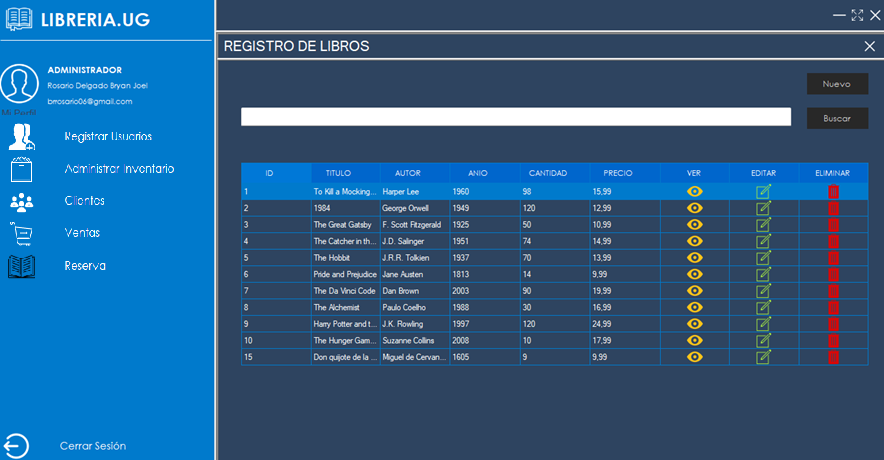 LIBRERIA.UG
ADMINISTRADOR
Rosario Delgado Bryan Joel
brrosario06@gmail.com
Mi Perfil
Registrar Usuarios
Administrar Inventario
Clientes
Ventas
Reserva
Cerrar Sesión
REGISTRO DE LIBROS
Nuevo
Buscar
ID TITULO AUTOR ANIO CANTIDAD PRECIO VER EDITAR ELIMINAR
1 To Kill a Mocking... Harper Lee 1960 98 15,99
2 1984 George Orwell 1949 120 12,99
3 The Great Gatsby F. Scott Fitzgerald 1925 50 10,99
4 The Catcher in th... J.D. Salinger 1951 74 14,99
5 The Hobbit J.R.R. Tolkien 1937 70 13,99
6 Pride and Prejudice Jane Austen 1813 14 9,99
7 The Da Vinci Code Dan Brown 2003 90 19,99
8 The Alchemist Paulo Coelho 1988 30 16,99
9 Harry Potter and t... J.K. Rowling 1997 120 24,99
10 The Hunger Gam... Suzanne Collins 2008 10 17,99
15 Don quijote de la ... Miguel de Cervan... 1605 9 9,99